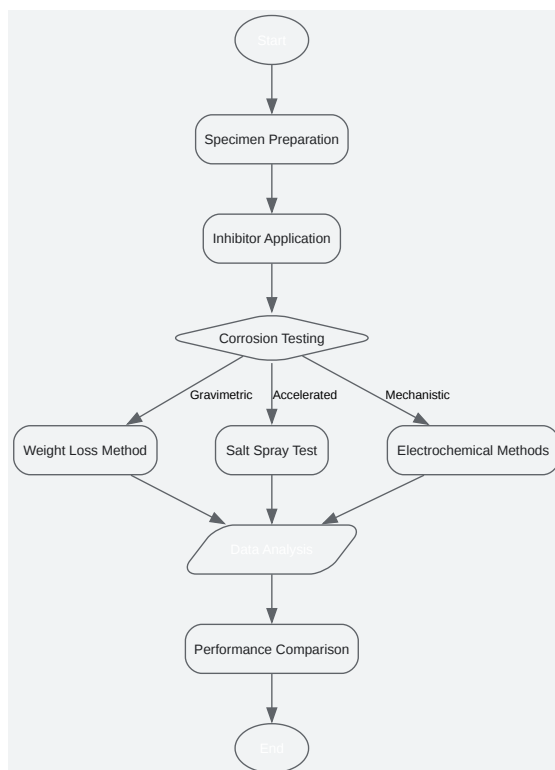 Start
Specimen Preparation
Inhibitor Application
Corrosion Testing
Gravimetric
Accelerated
Mechanistic
Weight Loss Method
Salt Spray Test
Electrochemical Methods
Data Analysis
Performance Comparison
End